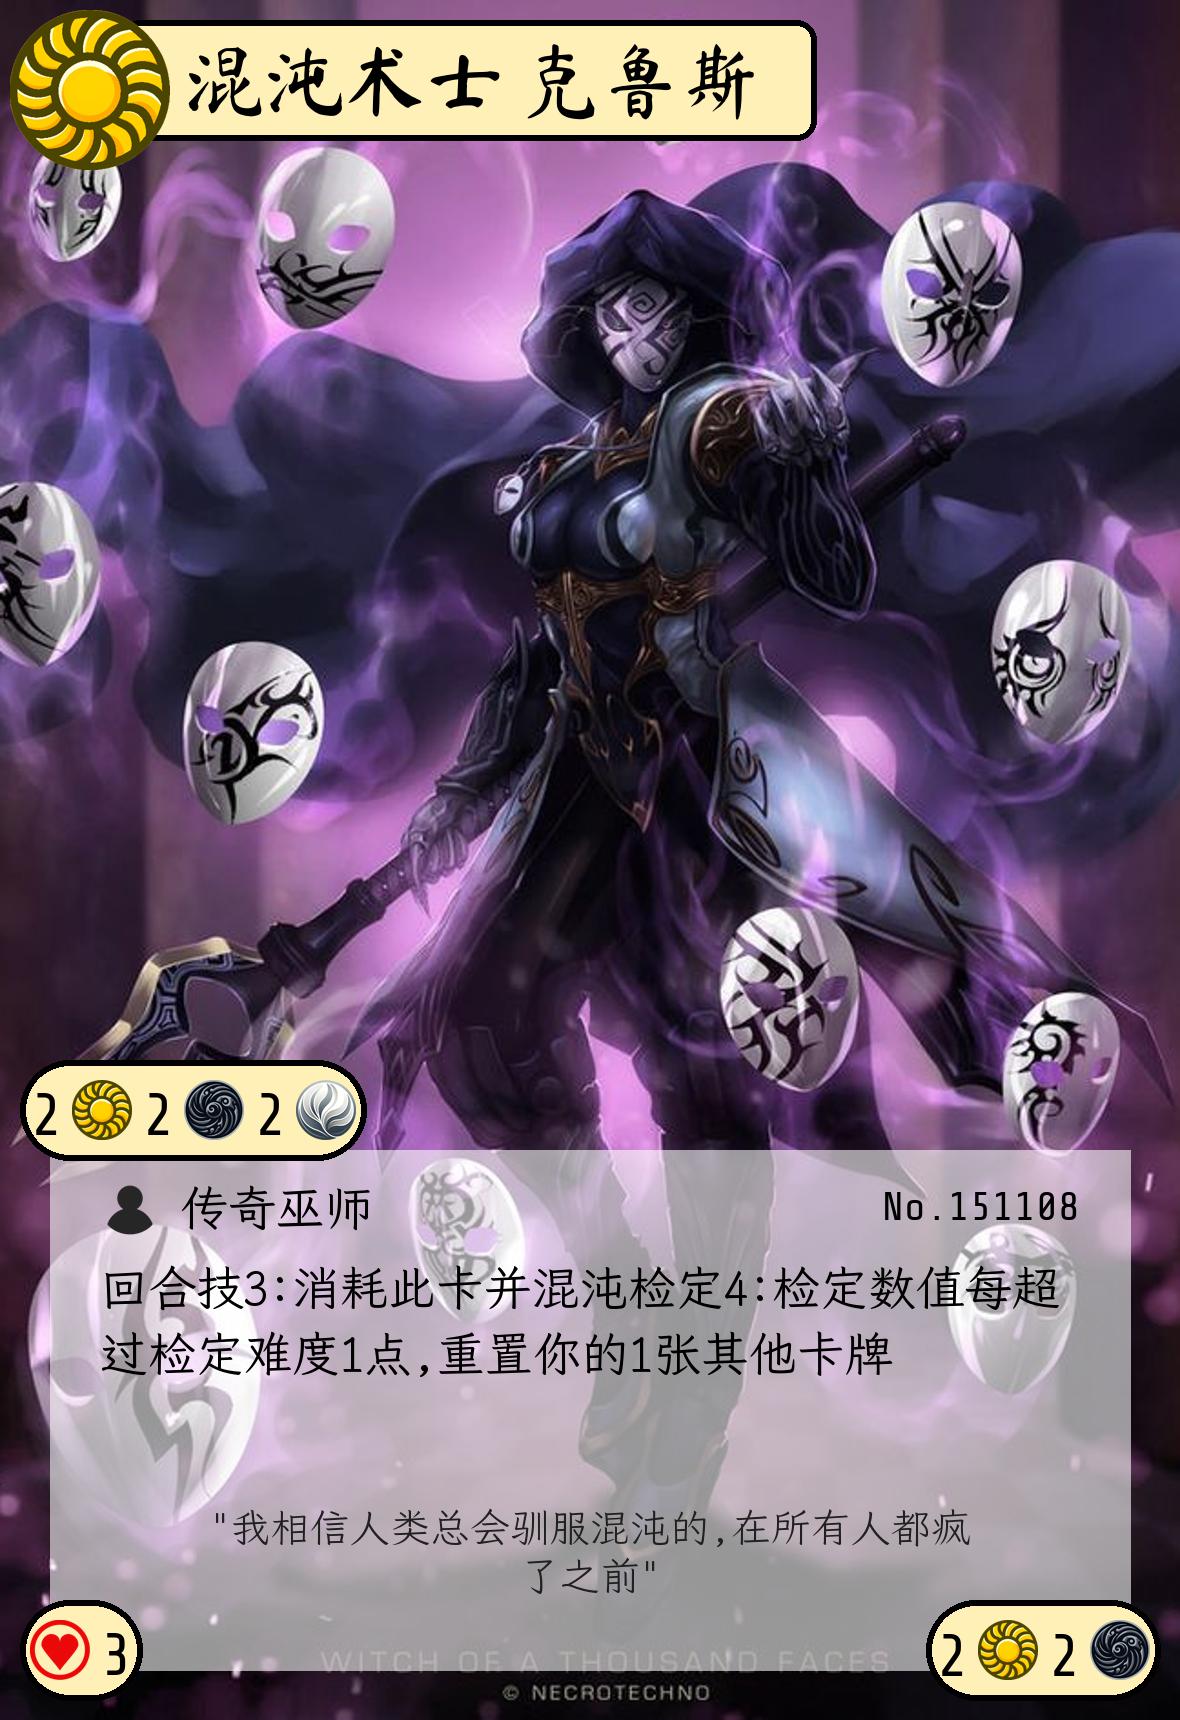 混沌术士 克鲁斯
2 2 2
传奇巫师
No.151108
回合技3:消耗此卡并混沌检定4:检定数值每超
过检定难度1点,重置你的1张其他卡牌
"我相信人类总会驯服混沌的,在所有人都疯
了之前"
3
2 2
WITCH OF A THOUSAND FACES
© NECROTECHNO